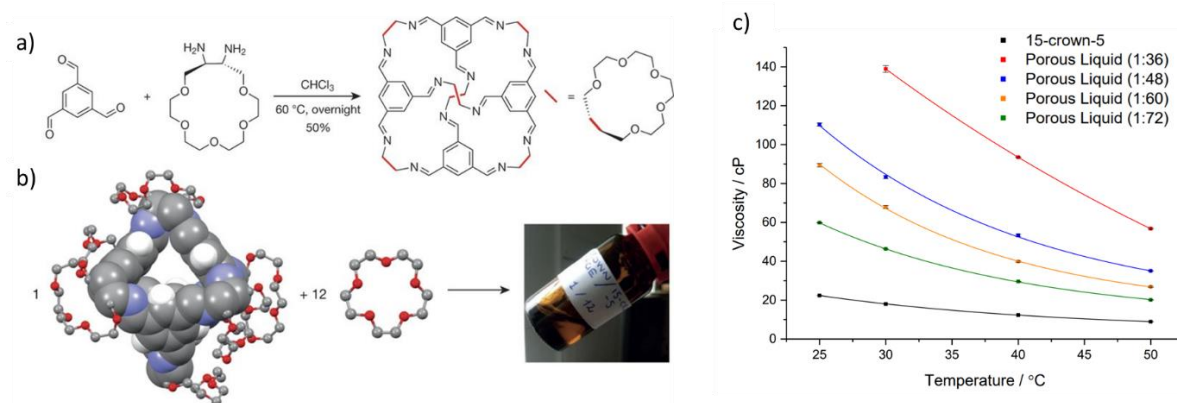 a)
H₂N NH₂
O
O
O
+
O
O
O
O
O
CHCl₃
60 °C, overnight
50%
N N
N N
N N
N N
N N
N N
=
O
O
O
O
O
b)
1
+ 12
1/12
c)
15-crown-5
Porous Liquid (1:36)
Porous Liquid (1:48)
Porous Liquid (1:60)
Porous Liquid (1:72)
Viscosity / cP
140
120
100
80
60
40
20
0
25 30 35 40 45 50
Temperature / °C